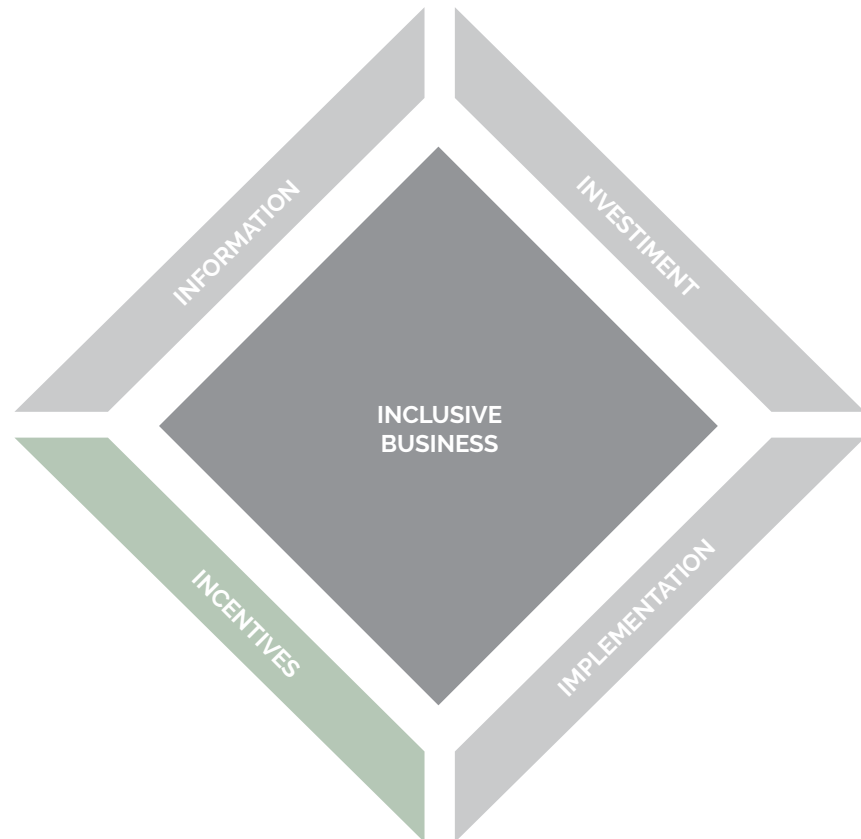 INFORMATION
INVESTIMENT
INCLUSIVE
BUSINESS
INCENTIVES
IMPLEMENTATION